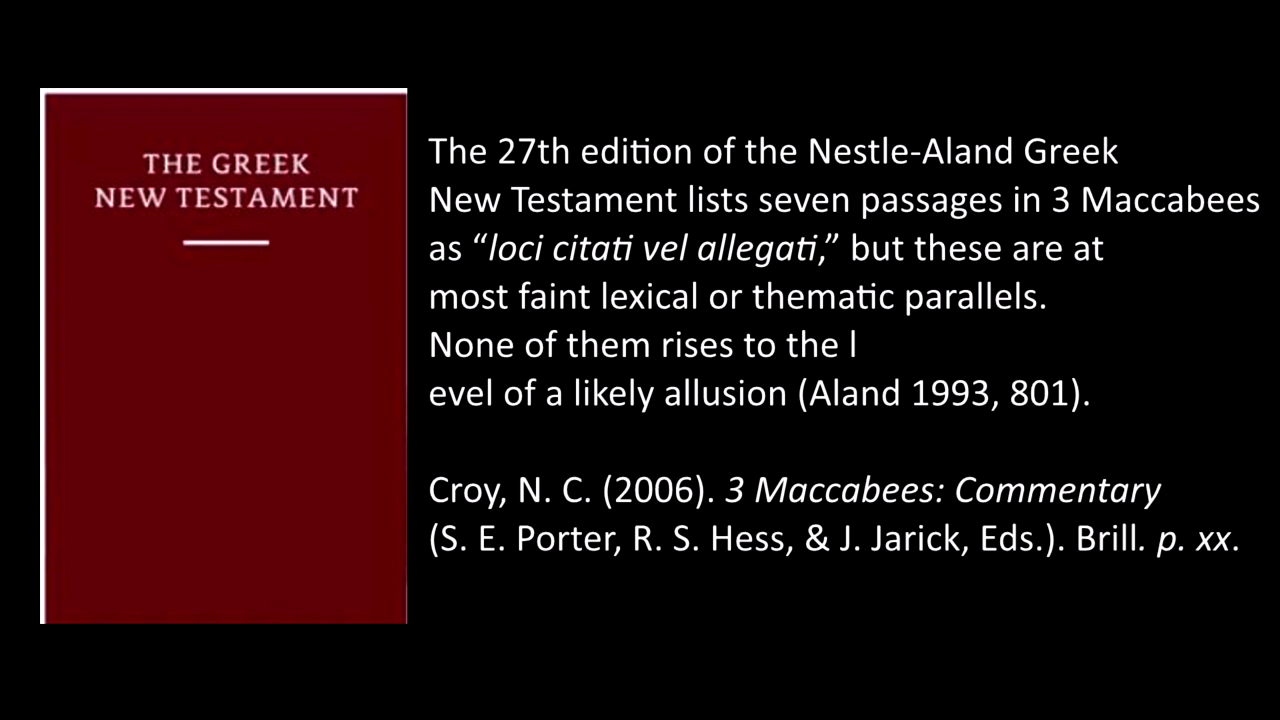 THE GREEK
NEW TESTAMENT
The 27th edition of the Nestle-Aland Greek
New Testament lists seven passages in 3 Maccabees
as “loci citati vel allegati,” but these are at
most faint lexical or thematic parallels.
None of them rises to the l
evel of a likely allusion (Aland 1993, 801).
Croy, N. C. (2006). 3 Maccabees: Commentary
(S. E. Porter, R. S. Hess, & J. Jarick, Eds.). Brill. p. xx.